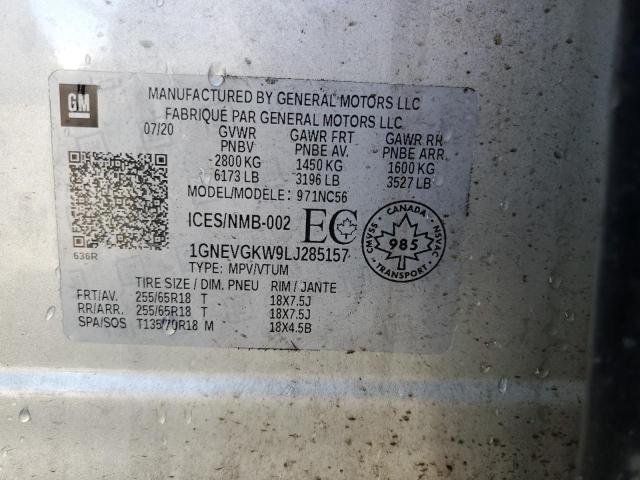 GM
MANUFACTURED BY GENERAL MOTORS LLC
FABRIQUÉ PAR GENERAL MOTORS LLC
07/20 GVWR GAWR FRT GAWR RR
PNBV PNBE AV. PNBE ARR.
2800 KG 1450 KG 1600 KG
6173 LB 3196 LB 3527 LB
MODEL/MODÈLE: 971NC56
ICES/NMB-002 EC
CANADA
CMVSS 985 NSVAC
1GNEVGKW9LJ285157
636R
TYPE: MPV/VTUM
TIRE SIZE / DIM. PNEU RIM / JANTE
FRT/AV. 255/65R18 T 18X7.5J
RR/ARR. 255/65R18 T 18X7.5J
SPA/SOS T135/70R18 M 18X4.5B